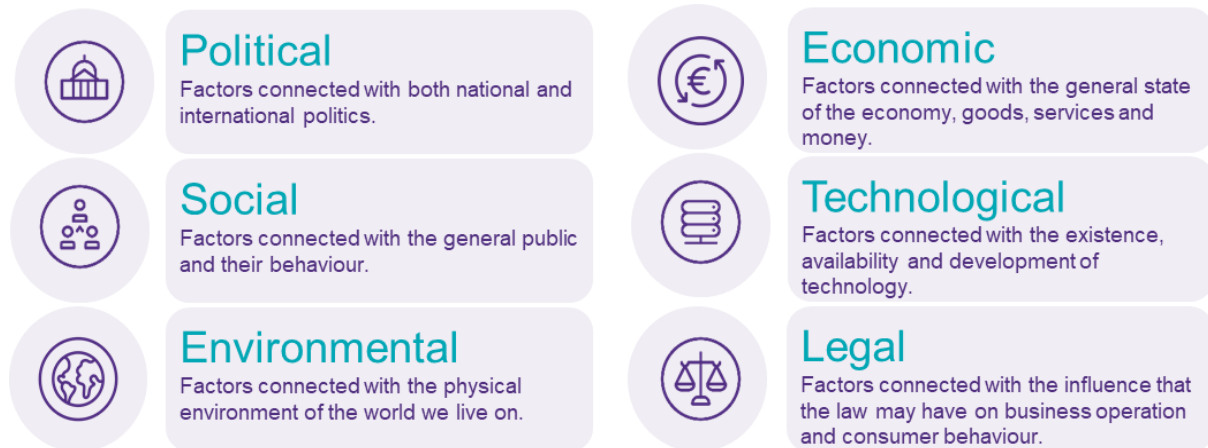 Political
Factors connected with both national and
international politics.
Economic
Factors connected with the general state
of the economy, goods, services and
money.
Social
Factors connected with the general public
and their behaviour.
Technological
Factors connected with the existence,
availability and development of
technology.
Environmental
Factors connected with the physical
environment of the world we live on.
Legal
Factors connected with the influence that
the law may have on business operation
and consumer behaviour.